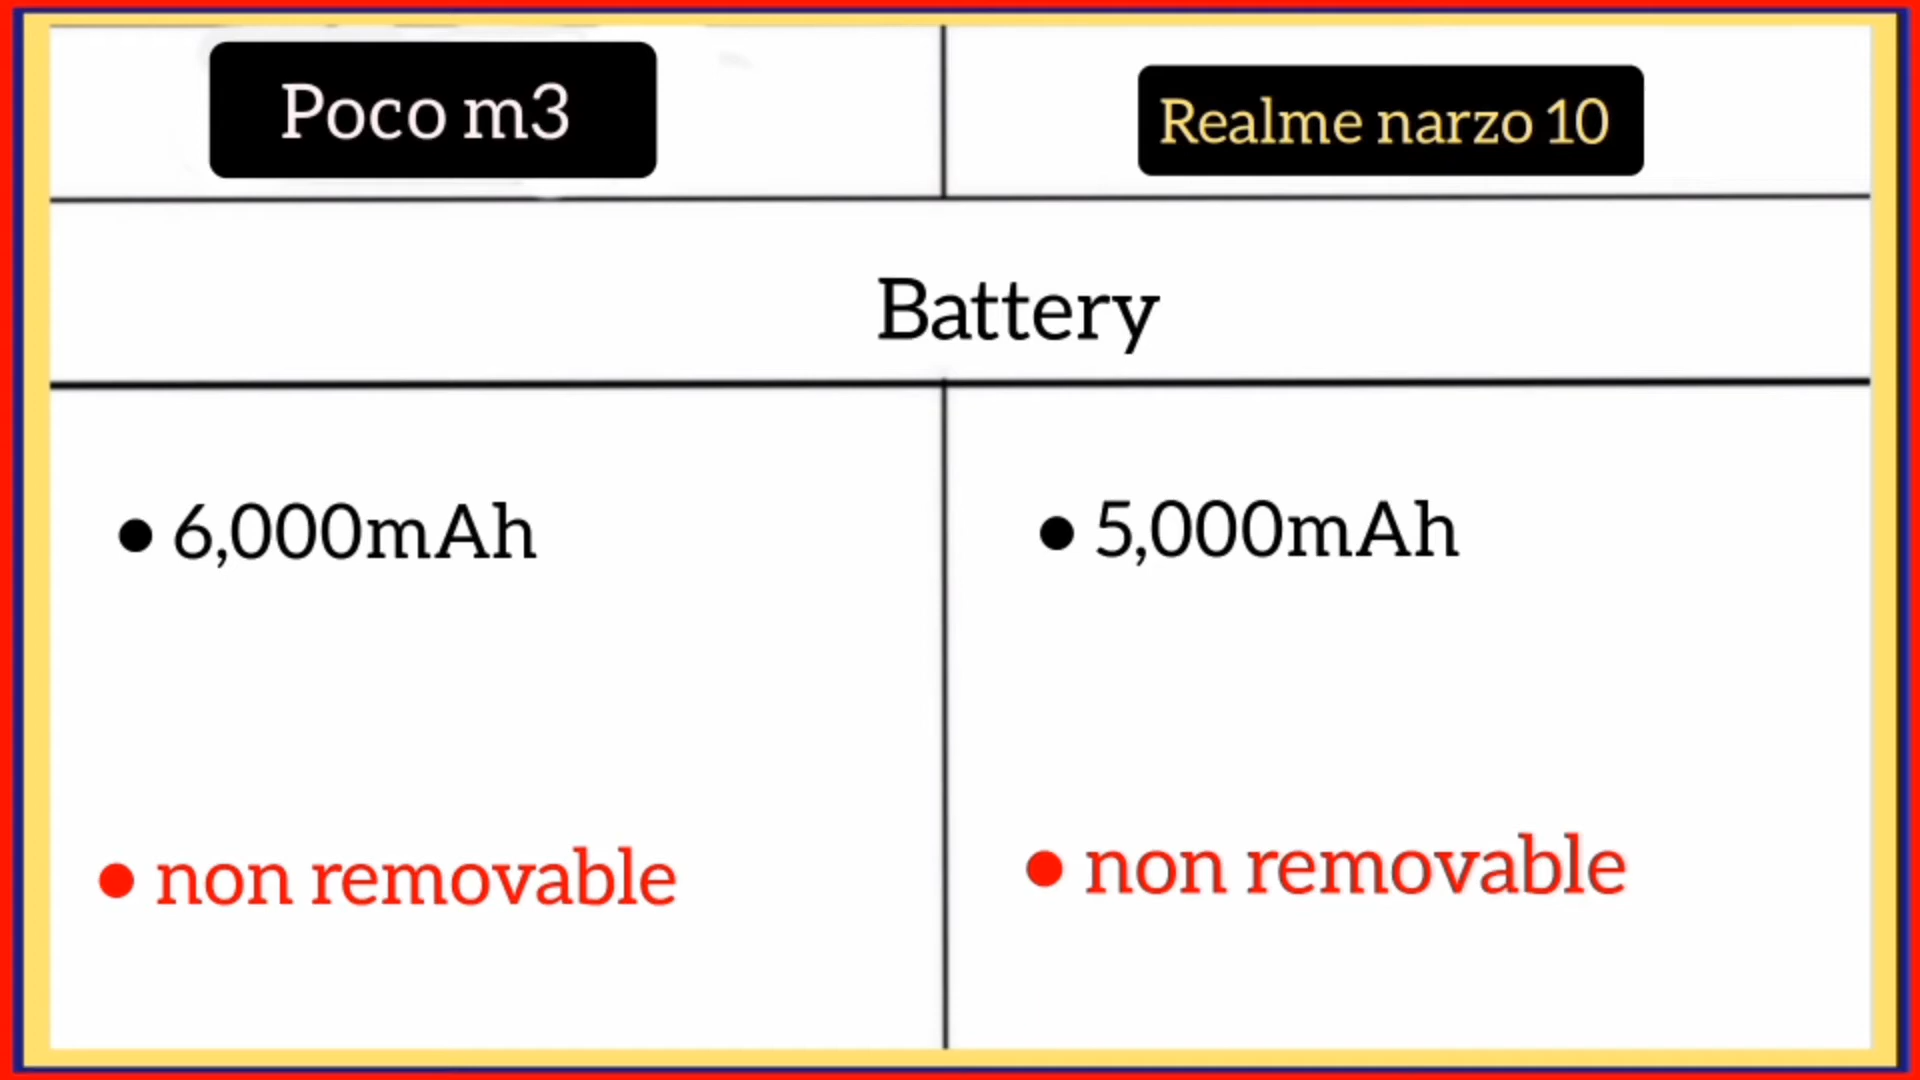 Poco m3
Realme narzo 10
Battery
● 6,000mAh
● 5,000mAh
● non removable
● non removable